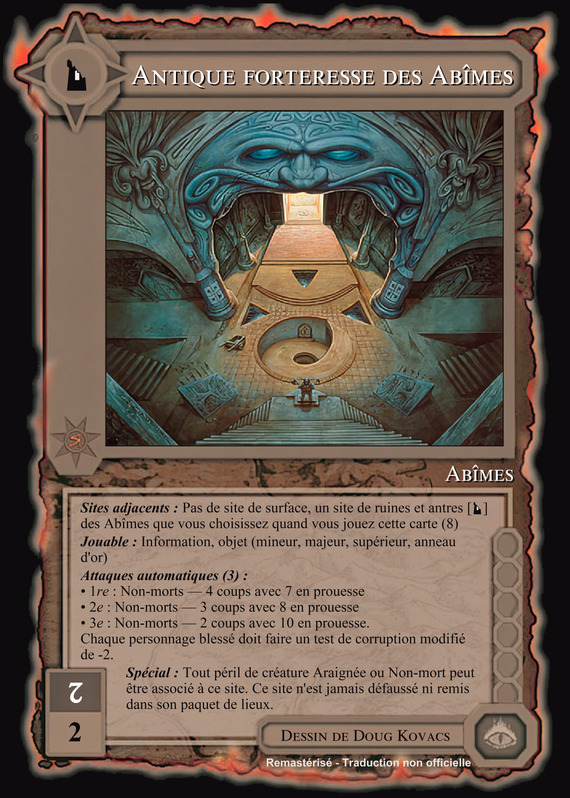 Antique forteresse des Abîmes
Abîmes
Sites adjacents : Pas de site de surface, un site de ruines et antres [ ]
des Abîmes que vous choisissez quand vous jouez cette carte (8)
Jouable : Information, objet (mineur, majeur, supérieur, anneau
d'or)
Attaques automatiques (3) :
• 1re : Non-morts — 4 coups avec 7 en prouesse
• 2e : Non-morts — 3 coups avec 8 en prouesse
• 3e : Non-morts — 2 coups avec 10 en prouesse.
Chaque personnage blessé doit faire un test de corruption modifié
de -2.
Spécial : Tout péril de créature Araignée ou Non-mort peut
être associé à ce site. Ce site n'est jamais défaussé ni remis
dans son paquet de lieux.
2
Dessin de Doug Kovacs
Remastérisé - Traduction non officielle